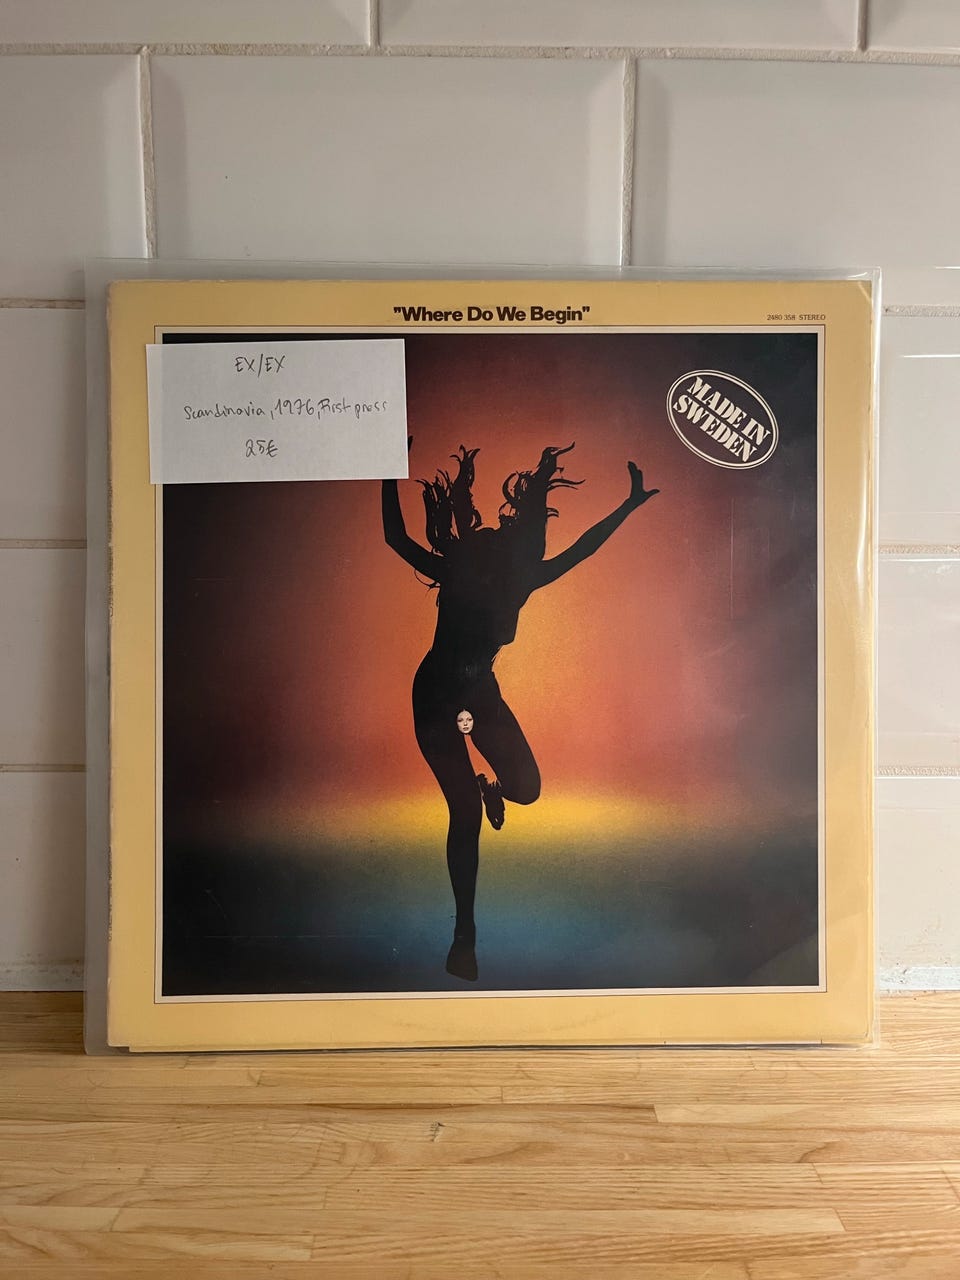 "Where Do We Begin"
2480 358 STEREO
EX/EX
Scandinavia, 1976, First press
25€
MADE IN
SWEDEN